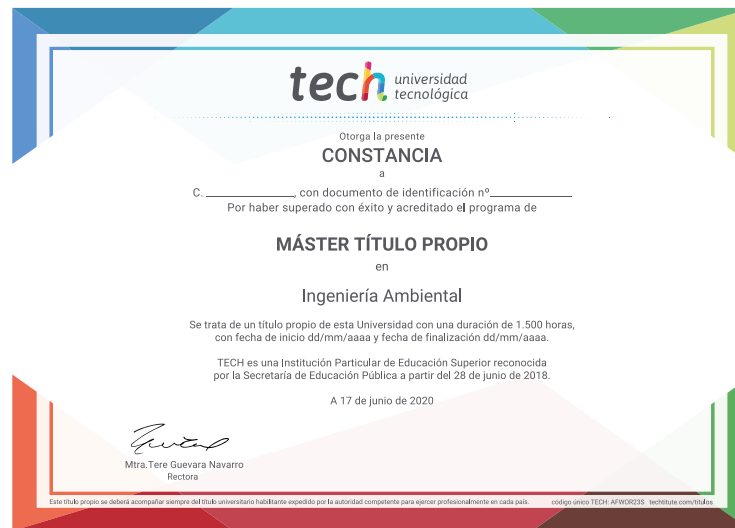 tech universidad
tecnológica
Otorga la presente
CONSTANCIA
a
C. ________________, con documento de identificación nº______________
Por haber superado con éxito y acreditado el programa de
MÁSTER TÍTULO PROPIO
en
Ingeniería Ambiental
Se trata de un título propio de esta Universidad con una duración de 1.500 horas,
con fecha de inicio dd/mm/aaaa y fecha de finalización dd/mm/aaaa.
TECH es una Institución Particular de Educación Superior reconocida
por la Secretaría de Educación Pública a partir del 28 de junio de 2018.
A 17 de junio de 2020
Mtra.Tere Guevara Navarro
Rectora
Este título propio se deberá acompañar siempre del título universitario habilitante expedido por la autoridad competente para ejercer profesionalmente en cada país. código único TECH: AFWOR23S techtitute.com/títulos